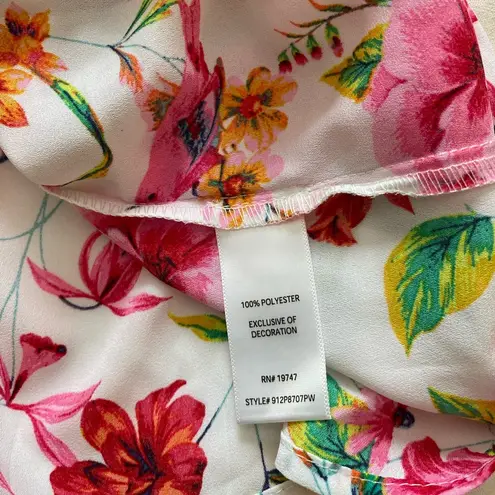 100% POLYESTER
EXCLUSIVE OF
DECORATION
RN# 19747
STYLE# 912P8707PW